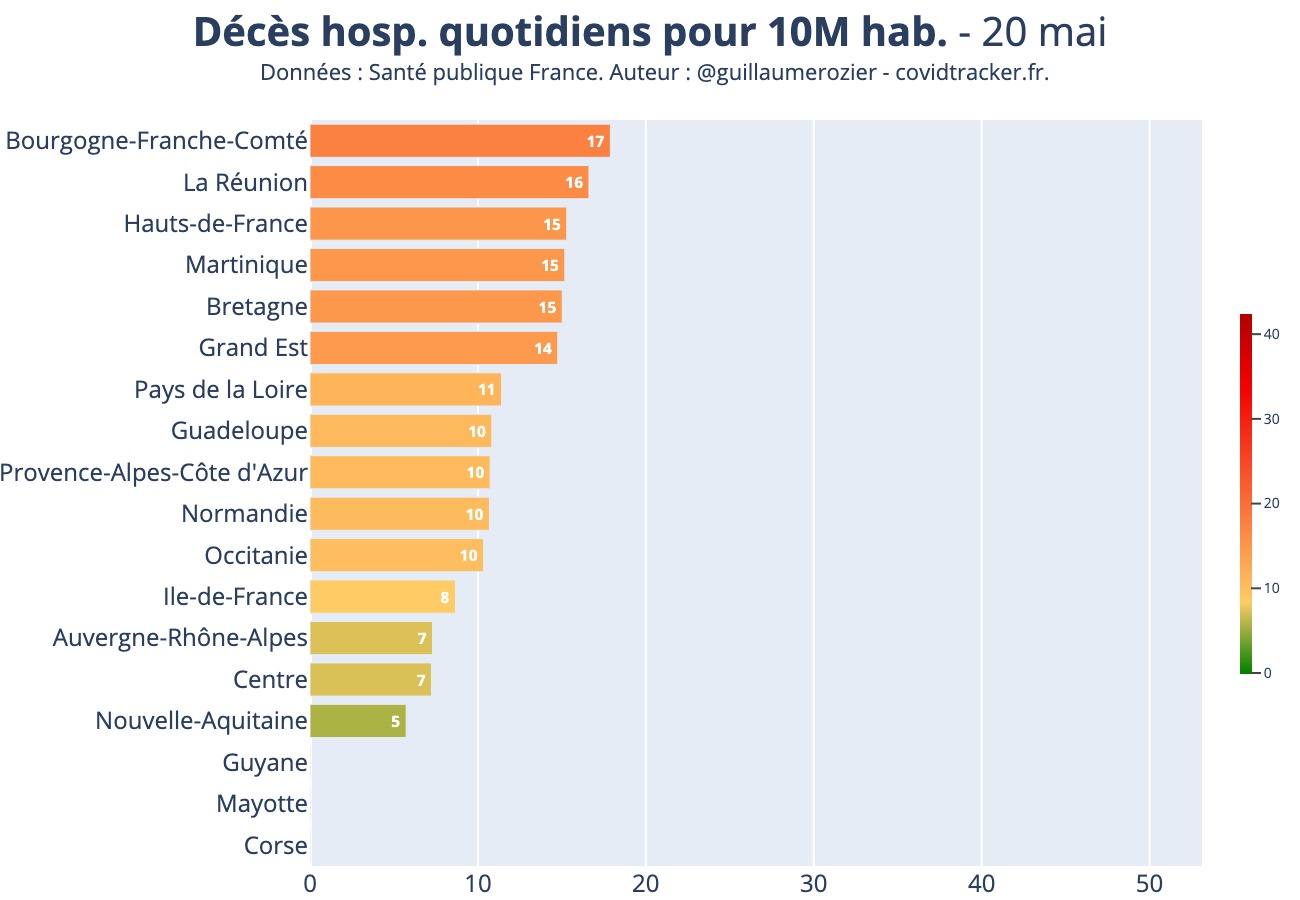 Décès hosp. quotidiens pour 10M hab. - 20 mai
Données : Santé publique France. Auteur : @guillaumerozier - covidtracker.fr.
Bourgogne-Franche-Comté 17
La Réunion 16
Hauts-de-France 15
Martinique 15
Bretagne 15
Grand Est 14
Pays de la Loire 11
Guadeloupe 10
Provence-Alpes-Côte d'Azur 10
Normandie 10
Occitanie 10
Ile-de-France 8
Auvergne-Rhône-Alpes 7
Centre 7
Nouvelle-Aquitaine 5
Guyane
Mayotte
Corse
0 10 20 30 40 50
40
30
20
10
0